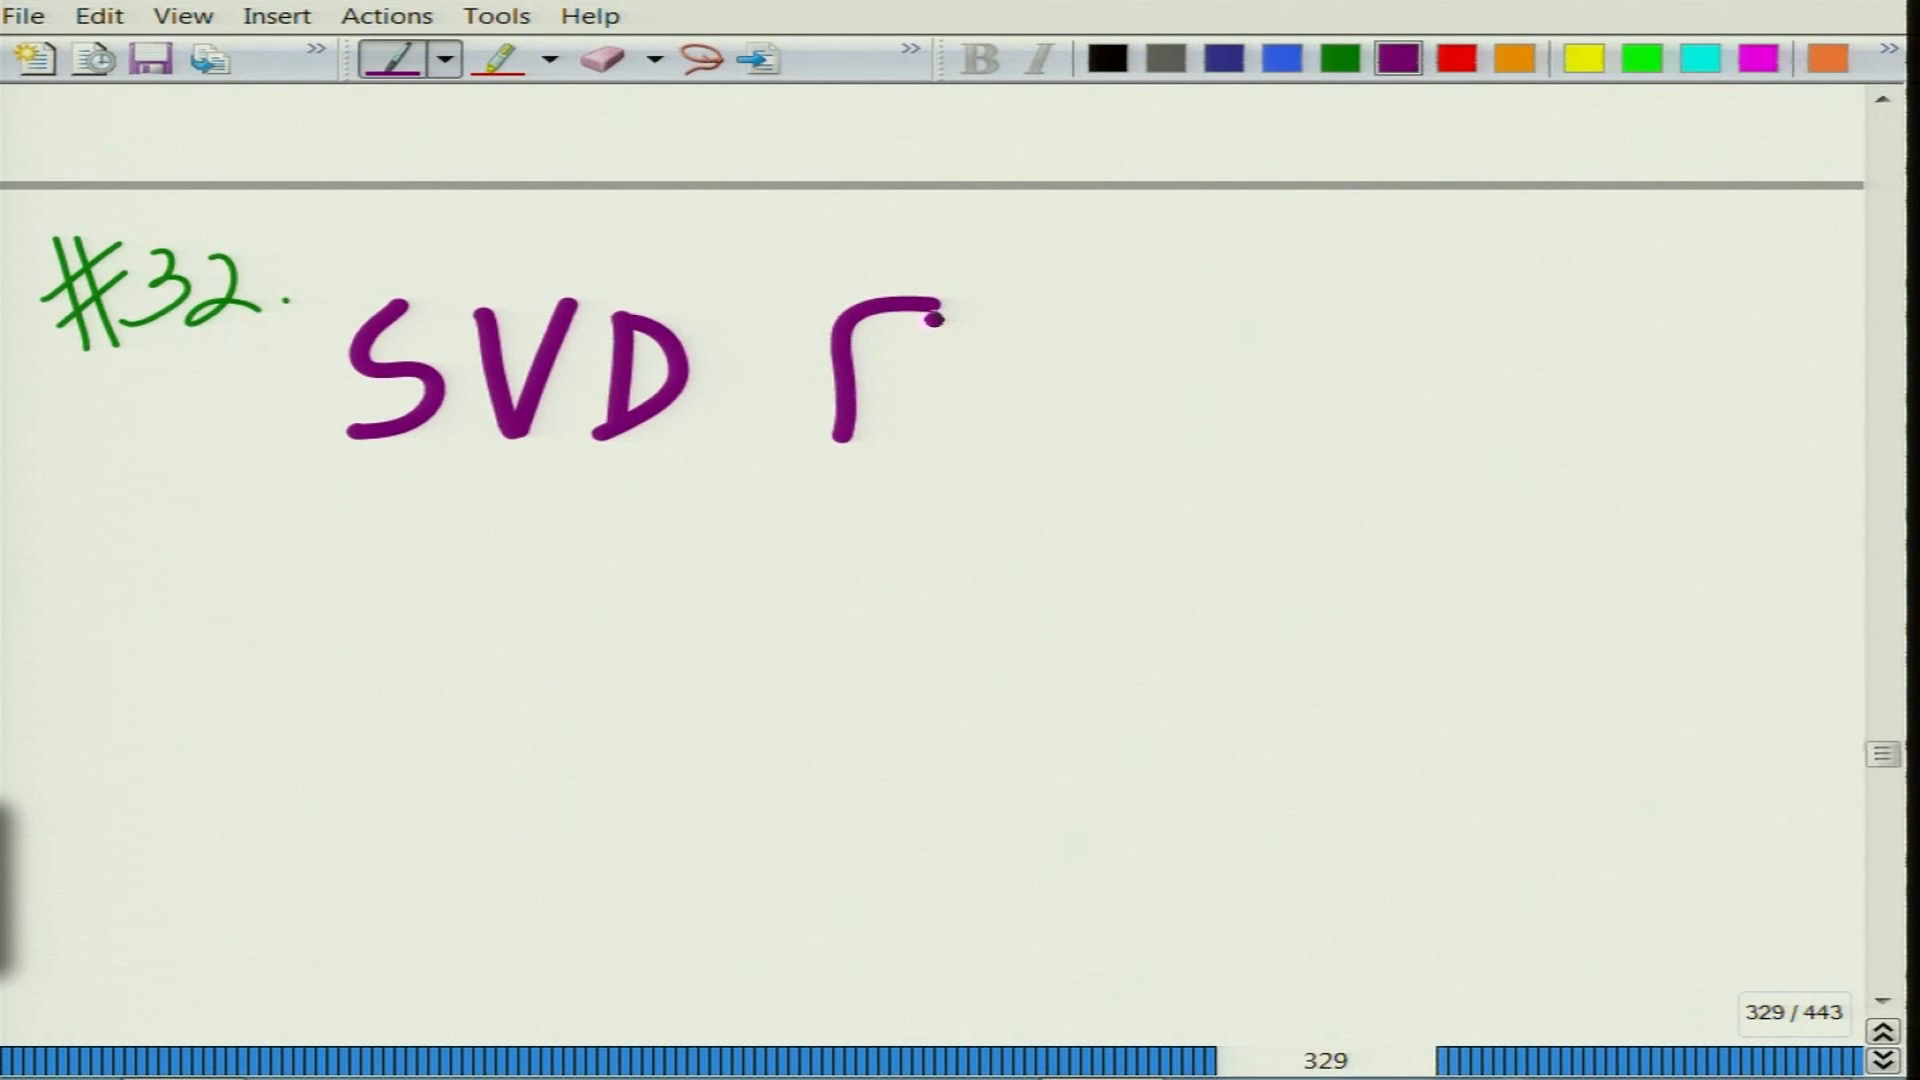 File Edit View Insert Actions Tools Help
B I
#32.
SVD
329 / 443
329